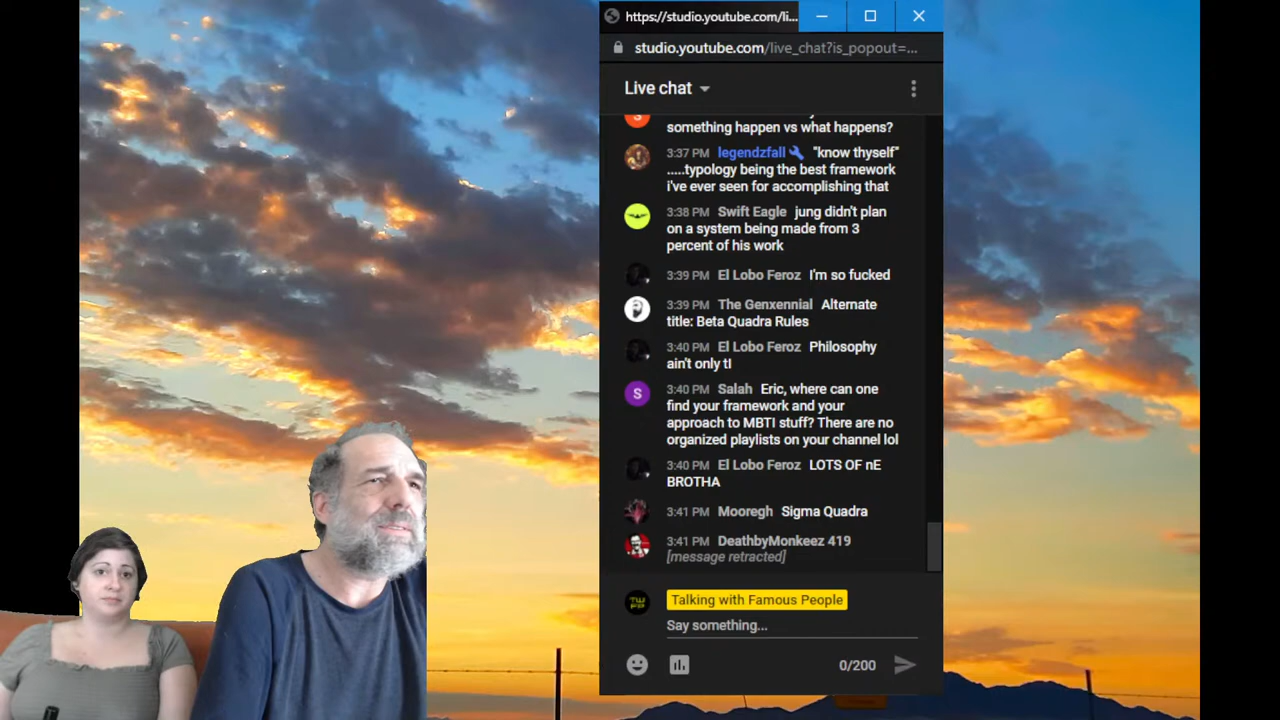 https://studio.youtube.com/li...
studio.youtube.com/live_chat?is_popout=...
Live chat
something happen vs what happens?
3:37 PM legendzfall "know thyself"
.....typology being the best framework
i've ever seen for accomplishing that
3:38 PM Swift Eagle jung didn't plan
on a system being made from 3
percent of his work
3:39 PM El Lobo Feroz I'm so fucked
3:39 PM The Genxennial Alternate
title: Beta Quadra Rules
3:40 PM El Lobo Feroz Philosophy
ain't only tI
S
3:40 PM Salah Eric, where can one
find your framework and your
approach to MBTI stuff? There are no
organized playlists on your channel lol
3:40 PM El Lobo Feroz LOTS OF nE
BROTHA
3:41 PM Mooregh Sigma Quadra
3:41 PM DeathbyMonkeez 419
[message retracted]
TW
FP
Talking with Famous People
Say something...
0/200